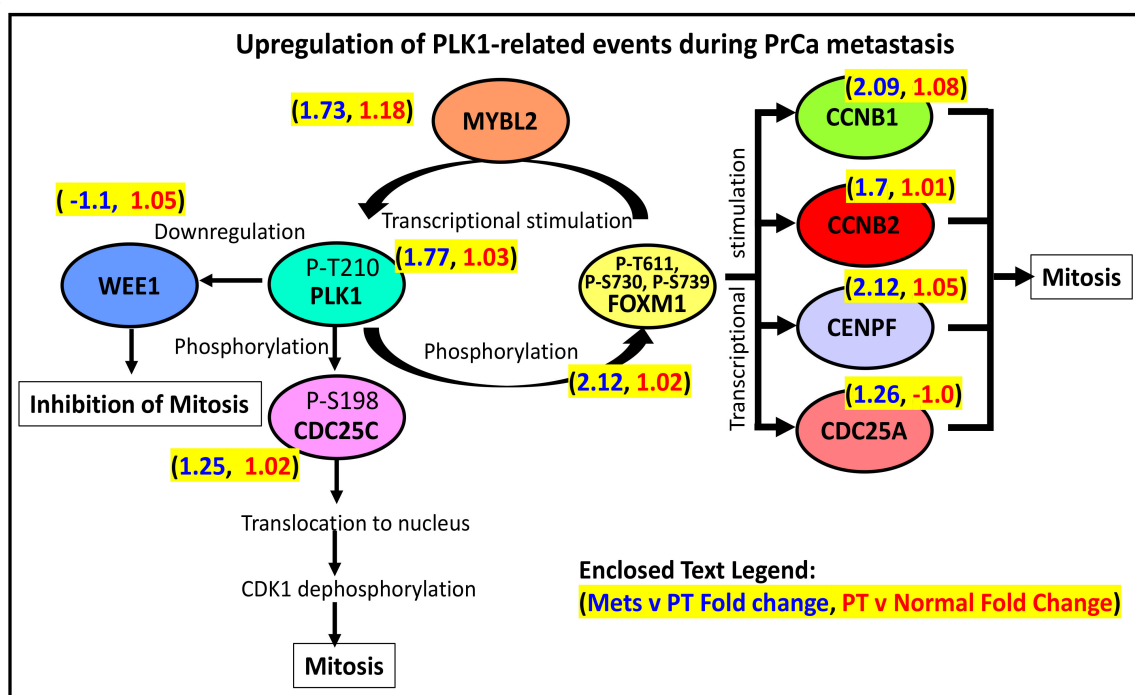 Upregulation of PLK1-related events during PrCa metastasis
(1.73, 1.18)
MYBL2
(2.09, 1.08)
CCNB1
( -1.1, 1.05)
Downregulation
Transcriptional stimulation
(1.7, 1.01)
CCNB2
WEE1
P-T210
PLK1
(1.77, 1.03)
P-T611,
P-S730, P-S739
FOXM1
Transcriptional stimulation
Mitosis
(2.12, 1.05)
CENPF
Phosphorylation
Phosphorylation
(2.12, 1.02)
Inhibition of Mitosis
P-S198
CDC25C
(1.25, 1.02)
(1.26, -1.0)
CDC25A
Translocation to nucleus
CDK1 dephosphorylation
Mitosis
Enclosed Text Legend:
(Mets v PT Fold change, PT v Normal Fold Change)